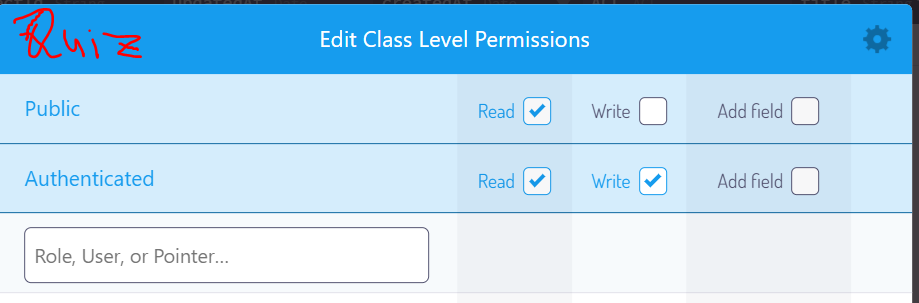 Quiz
Edit Class Level Permissions
Public Read Write Add field
Authenticated Read Write Add field
Role, User, or Pointer...